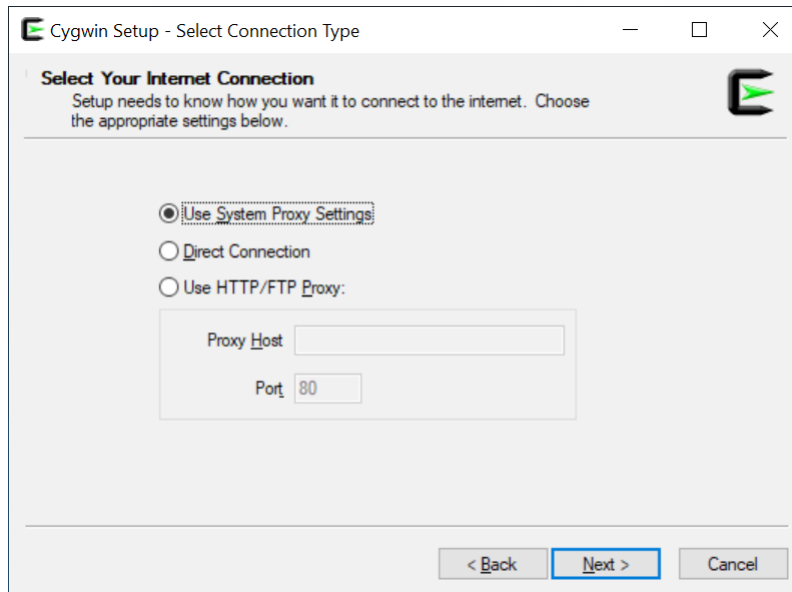 Cygwin Setup - Select Connection Type
Select Your Internet Connection
Setup needs to know how you want it to connect to the internet. Choose
the appropriate settings below.
Use System Proxy Settings
Direct Connection
Use HTTP/FTP Proxy:
Proxy Host
Port 80
< Back Next > Cancel